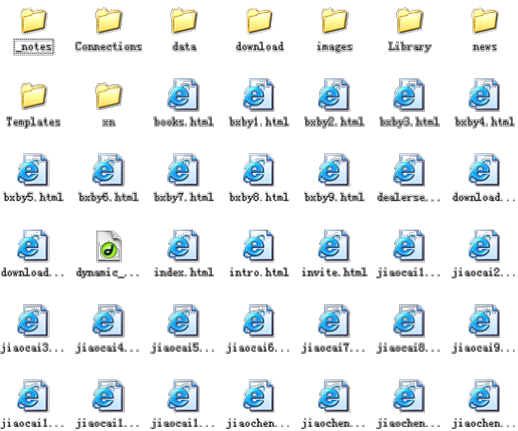 _notes Connections data download images Library news
Templates xn books.html bxby1.html bxby2.html bxby3.html bxby4.html
bxby5.html bxby6.html bxby7.html bxby8.html bxby9.html dealerse... download...
download... dynamic_... index.html intro.html invite.html jiaocai1... jiaocai2...
jiaocai3... jiaocai4... jiaocai5... jiaocai6... jiaocai7... jiaocai8... jiaocai9...
jiaocai1... jiaocai1... jiaocai1... jiaochen... jiaochen... jiaochen... jiaochen...